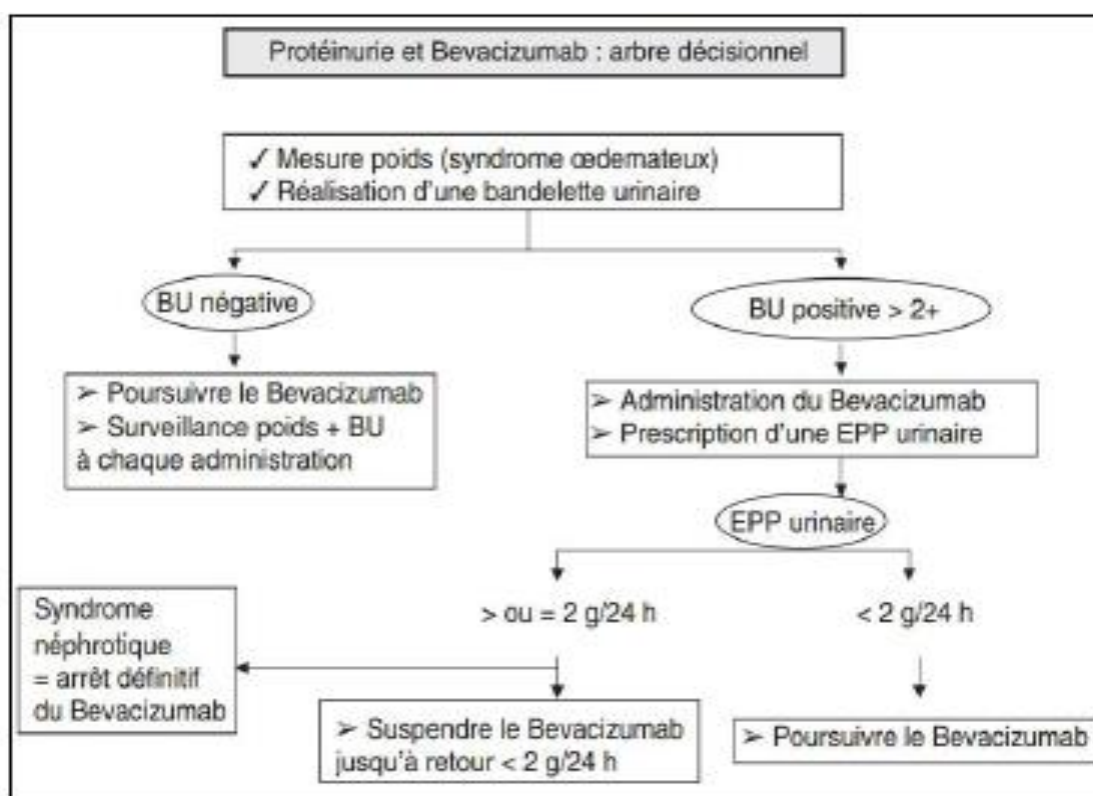 Protéinurie et Bevacizumab : arbre décisionnel
✓ Mesure poids (syndrome œdemateux)
✓ Réalisation d'une bandelette urinaire
BU négative
BU positive > 2+
➢ Poursuivre le Bevacizumab
➢ Surveillance poids + BU
à chaque administration
➢ Administration du Bevacizumab
➢ Prescription d'une EPP urinaire
EPP urinaire
> ou = 2 g/24 h
< 2 g/24 h
Syndrome
néphrotique
= arrêt définitif
du Bevacizumab
➢ Suspendre le Bevacizumab
jusqu'à retour < 2 g/24 h
➢ Poursuivre le Bevacizumab